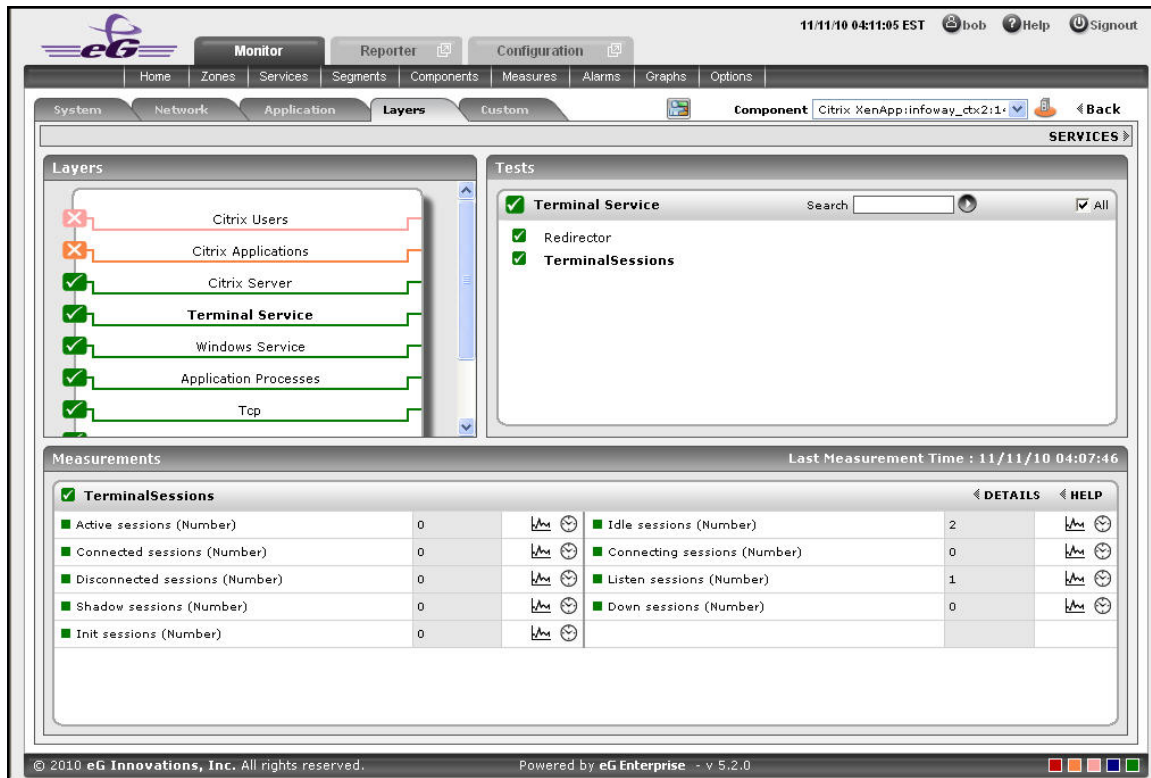 11/11/10 04:11:05 EST bob Help Signout
eG
Monitor Reporter Configuration
Home Zones Services Segments Components Measures Alarms Graphs Options
System Network Application Layers Custom Component Citrix XenApp:infoway_ctx2:14 Back
SERVICES
Layers
Citrix Users
Citrix Applications
Citrix Server
Terminal Service
Windows Service
Application Processes
Tcp
Tests
Terminal Service Search All
Redirector
TerminalSessions
Measurements Last Measurement Time : 11/11/10 04:07:46
TerminalSessions DETAILS HELP
Active sessions (Number) 0 Idle sessions (Number) 2
Connected sessions (Number) 0 Connecting sessions (Number) 0
Disconnected sessions (Number) 0 Listen sessions (Number) 1
Shadow sessions (Number) 0 Down sessions (Number) 0
Init sessions (Number) 0
© 2010 eG Innovations, Inc. All rights reserved. Powered by eG Enterprise - v 5.2.0